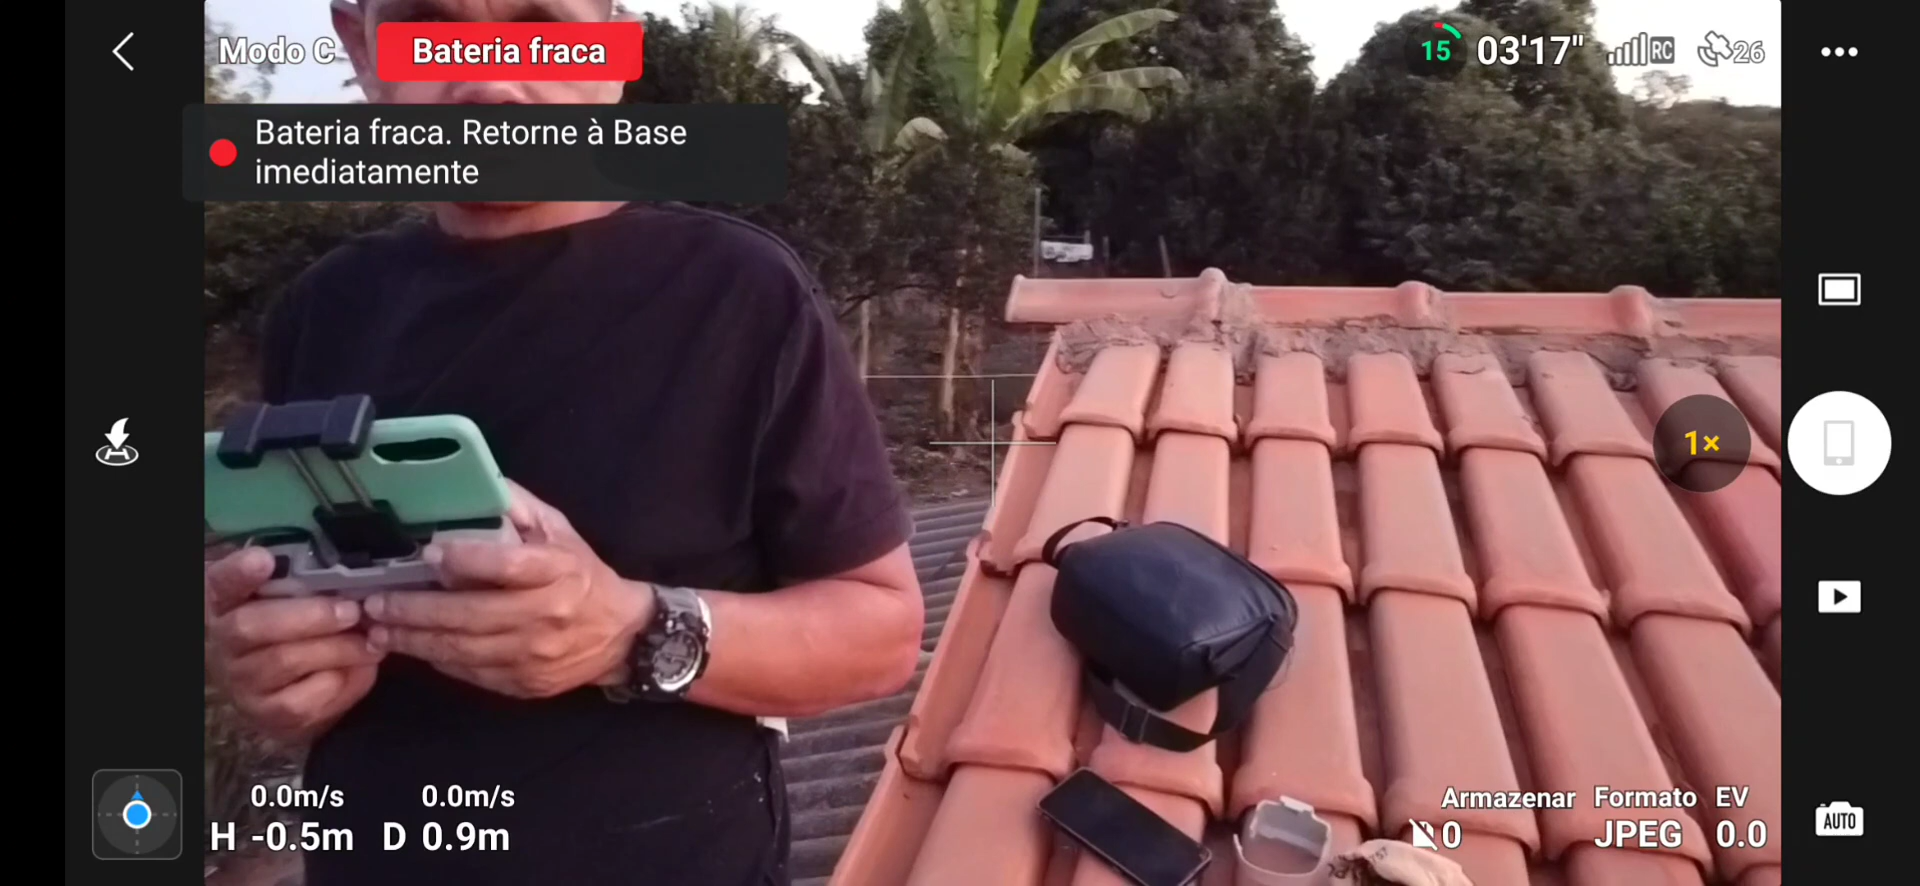 Modo C
Bateria fraca
15
03'17"
RC
26
Bateria fraca. Retorne à Base
imediatamente
1×
0.0m/s
0.0m/s
H -0.5m
D 0.9m
Armazenar
Formato
EV
0
JPEG
0.0
AUTO